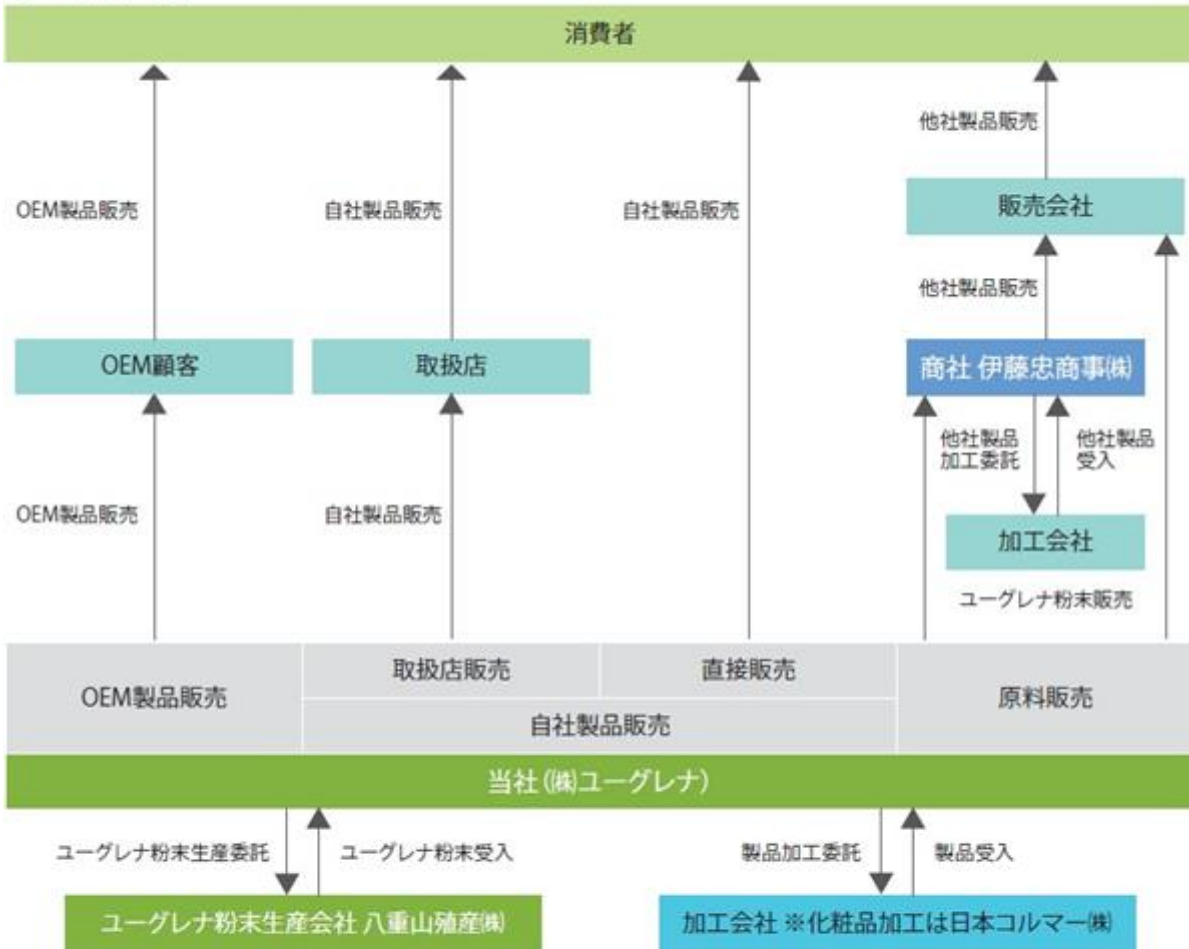 消費者
他社製品販売
OEM製品販売
自社製品販売
自社製品販売
販売会社
他社製品販売
OEM顧客
取扱店
商社 伊藤忠商事㈱
他社製品
加工委託
他社製品
受入
OEM製品販売
自社製品販売
加工会社
ユーグレナ粉末販売
OEM製品販売
取扱店販売
直接販売
原料販売
自社製品販売
当社（㈱ユーグレナ）
ユーグレナ粉末生産委託
ユーグレナ粉末受入
製品加工委託
製品受入
ユーグレナ粉末生産会社 八重山殖産㈱
加工会社 ※化粧品加工は日本コルマー㈱